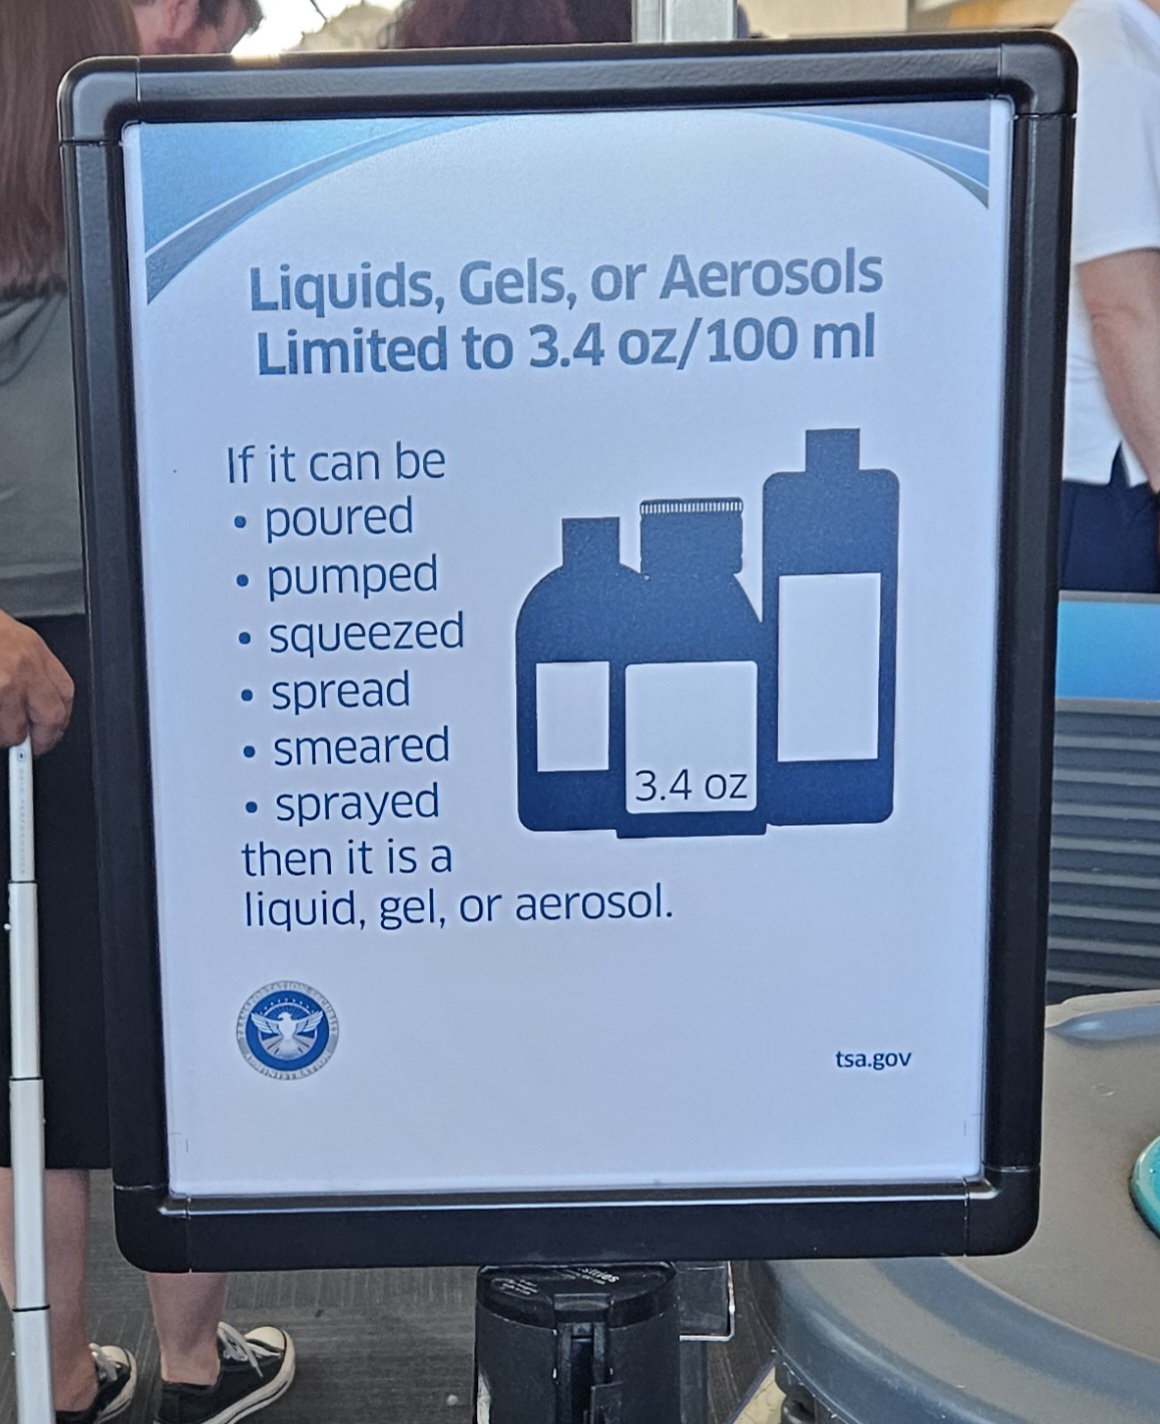 Liquids, Gels, or Aerosols
Limited to 3.4 oz/100 ml
If it can be
• poured
• pumped
• squeezed
• spread
• smeared
• sprayed
then it is a
liquid, gel, or aerosol.
3.4 oz
tsa.gov